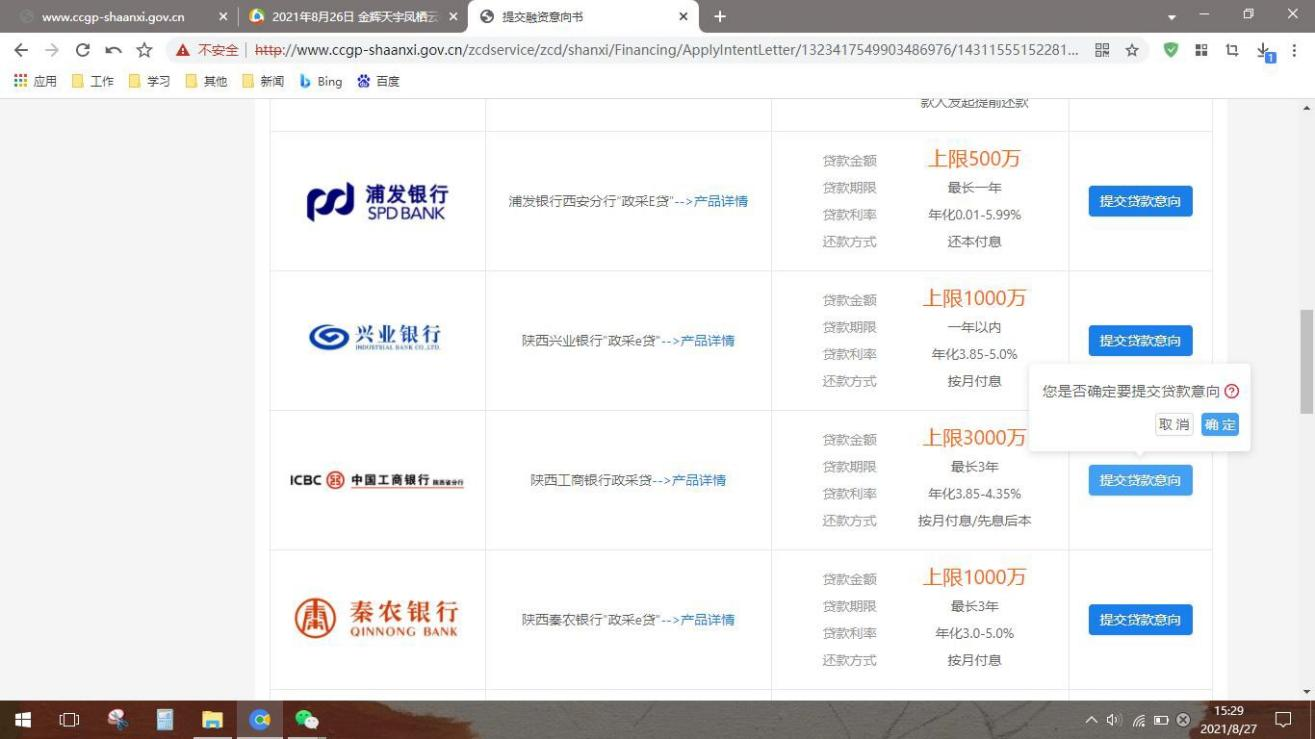 www.ccgp-shaanxi.gov.cn
2021年8月26日 金辉天宇凤栖云
提交融资意向书
不安全 http://www.ccgp-shaanxi.gov.cn/zcdservice/zcd/shanxi/Financing/ApplyIntentLetter/1323417549903486976/14311555152281...
1
应用 工作 学习 其他 新闻 Bing 百度
款人发起提前还款
浦发银行
SPD BANK
浦发银行西安分行"政采E贷"-->产品详情
贷款金额 上限500万
贷款期限 最长一年
贷款利率 年化0.01-5.99%
还款方式 还本付息
提交贷款意向
兴业银行
INDUSTRIAL BANK CO.,LTD.
陕西兴业银行"政采e贷"-->产品详情
贷款金额 上限1000万
贷款期限 一年以内
贷款利率 年化3.85-5.0%
还款方式 按月付息
提交贷款意向
您是否确定要提交贷款意向
取 消 确 定
ICBC 中国工商银行 陕西省分行
陕西工商银行政采贷-->产品详情
贷款金额 上限3000万
贷款期限 最长3年
贷款利率 年化3.85-4.35%
还款方式 按月付息/先息后本
提交贷款意向
秦农银行
QINNONG BANK
陕西秦农银行"政采e贷"-->产品详情
贷款金额 上限1000万
贷款期限 最长3年
贷款利率 年化3.0-5.0%
还款方式 按月付息
提交贷款意向
15:29
2021/8/27